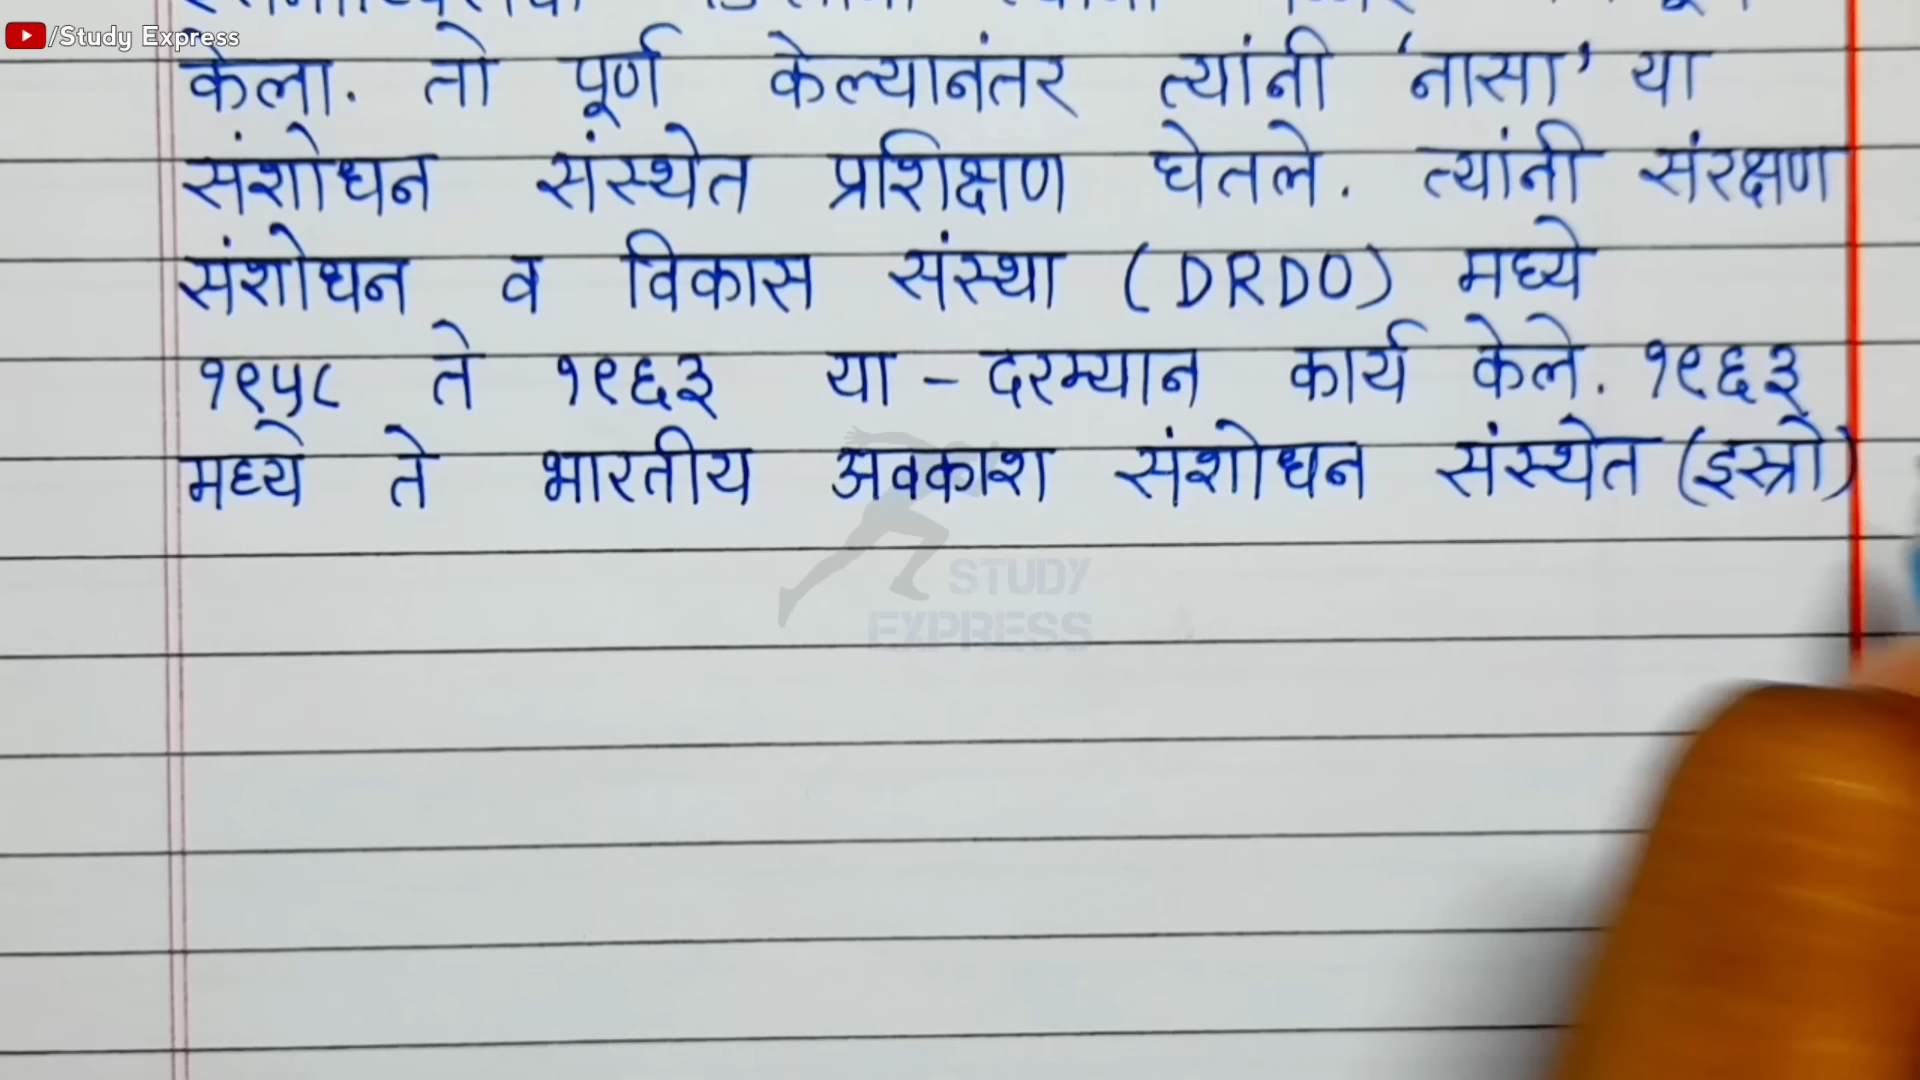 /Study Express
केला. तो पूर्ण केल्यानंतर त्यांनी 'नासा' या
संशोधन संस्थेत प्रशिक्षण घेतले. त्यांनी संरक्षण
संशोधन व विकास संस्था (DRDO) मध्ये
१९५८ ते १९६३ या - दरम्यान कार्य केले. १९६३
मध्ये ते भारतीय अवकाश संशोधन संस्थेत (इस्रो)
STUDY
EXPRESS